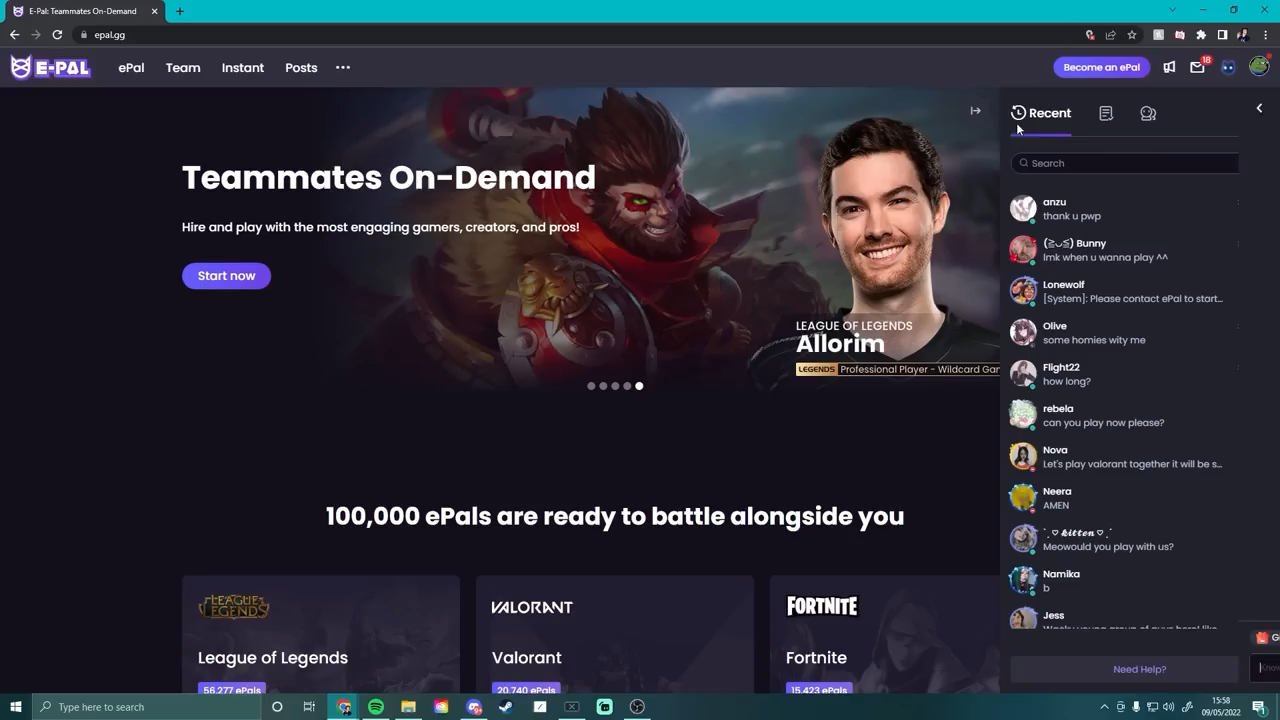 E-Pal: Teammates On-Demand
epal.gg
E-PAL
ePal
Team
Instant
Posts
Become an ePal
18
Recent
Search
Teammates On-Demand
Hire and play with the most engaging gamers, creators, and pros!
Start now
LEAGUE OF LEGENDS
Allorim
LEGENDS Professional Player - Wildcard Gam
anzu
thank u pwp
(≧◡≦) Bunny
lmk when u wanna play ^^
Lonewolf
[System]: Please contact ePal to start...
Olive
some homies wity me
Flight22
how long?
rebela
can you play now please?
Nova
Let's play valorant together it will be s...
Neera
AMEN
`, ♡ 𝓴𝓲𝓽𝓽𝓮𝓷 ♡ ,´
Meowould you play with us?
Namika
b
Jess
Need Help?
100,000 ePals are ready to battle alongside you
LEAGUE OF LEGENDS
League of Legends
56,277 ePals
VALORANT
Valorant
20,740 ePals
FORTNITE
Fortnite
15,423 ePals
Type here to search
15:58
09/05/2022